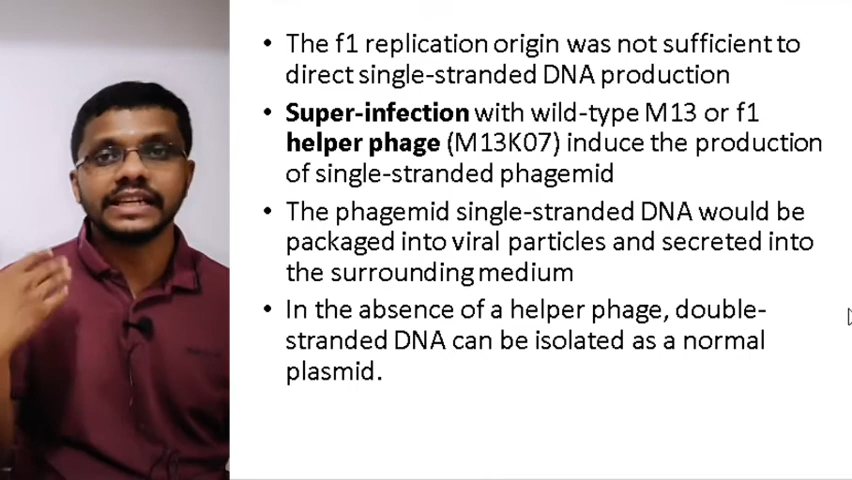 • The f1 replication origin was not sufficient to
direct single-stranded DNA production
• Super-infection with wild-type M13 or f1
helper phage (M13K07) induce the production
of single-stranded phagemid
• The phagemid single-stranded DNA would be
packaged into viral particles and secreted into
the surrounding medium
• In the absence of a helper phage, double-
stranded DNA can be isolated as a normal
plasmid.